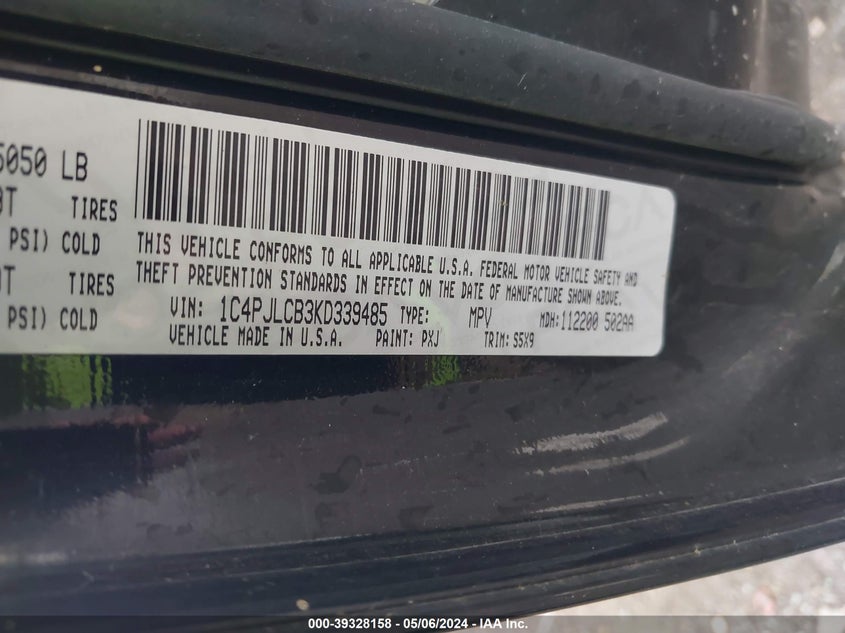 5050 LB
TIRES
PSI) COLD
TIRES
PSI) COLD
THIS VEHICLE CONFORMS TO ALL APPLICABLE U.S.A. FEDERAL MOTOR VEHICLE SAFETY AND
THEFT PREVENTION STANDARDS IN EFFECT ON THE DATE OF MANUFACTURE SHOWN ABOVE.
VIN: 1C4PJLCB3KD339485 TYPE: MPV MDH: 112200 502AA
VEHICLE MADE IN U.S.A. PAINT: PXJ TRIM: S5X9
000-39328158 - 05/06/2024 - IAA Inc.